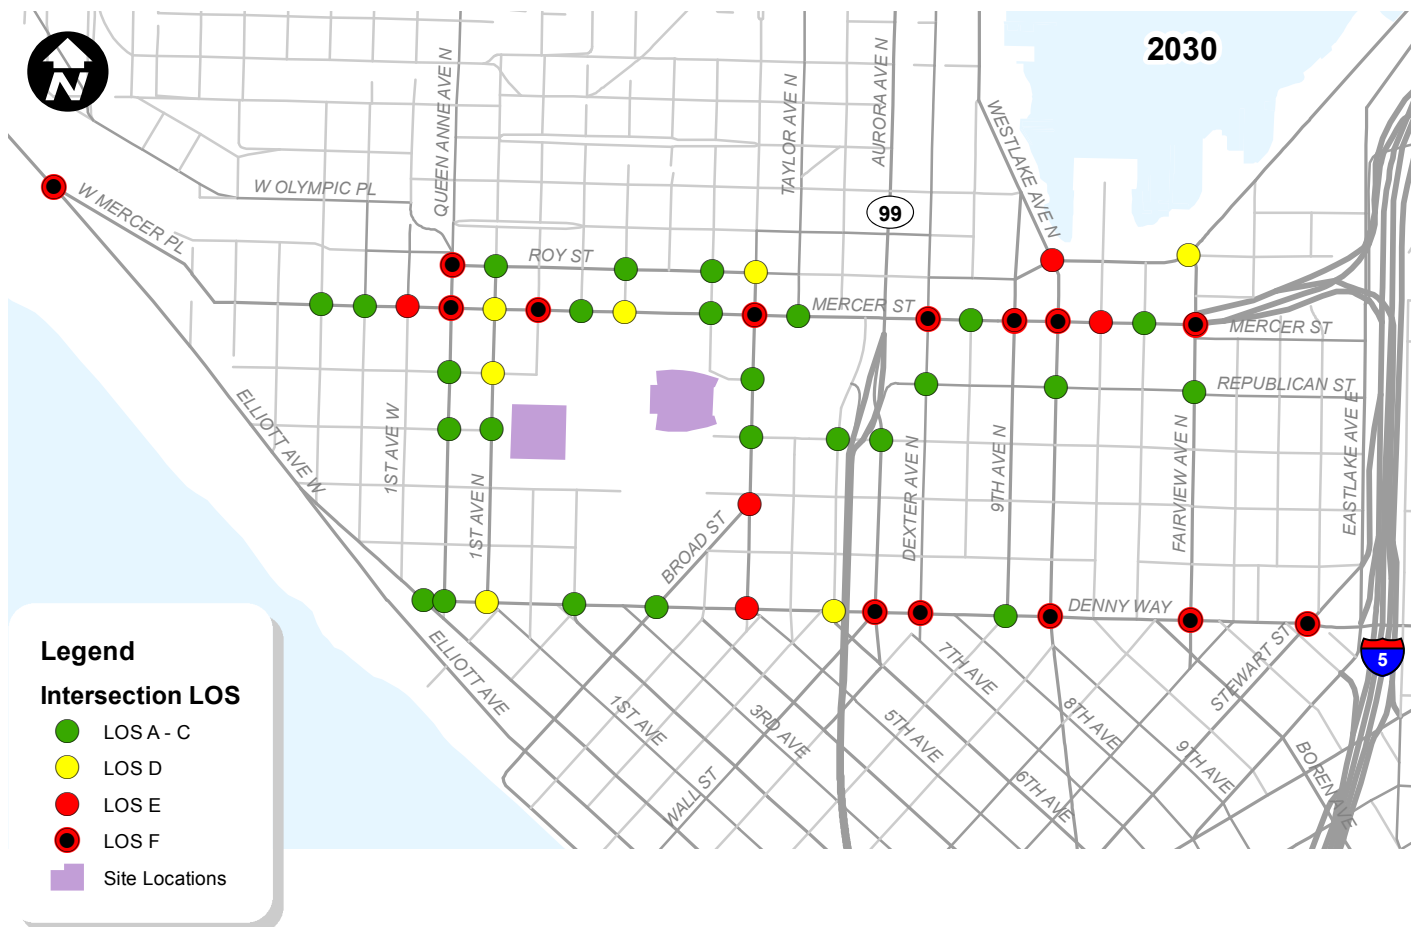 2030
N
QUEEN ANNE AVE N
TAYLOR AVE N
AURORA AVE N
WESTLAKE AVE N
W OLYMPIC PL
W MERCER PL
99
ROY ST
MERCER ST
MERCER ST
REPUBLICAN ST
ELLIOTT AVE W
1ST AVE W
1ST AVE N
BROAD ST
DEXTER AVE N
9TH AVE N
FAIRVIEW AVE N
EASTLAKE AVE E
DENNY WAY
ELLIOTT AVE
1ST AVE
3RD AVE
WALL ST
5TH AVE
6TH AVE
7TH AVE
8TH AVE
9TH AVE
STEWART ST
BOREN AVE
5
Legend
Intersection LOS
LOS A - C
LOS D
LOS E
LOS F
Site Locations